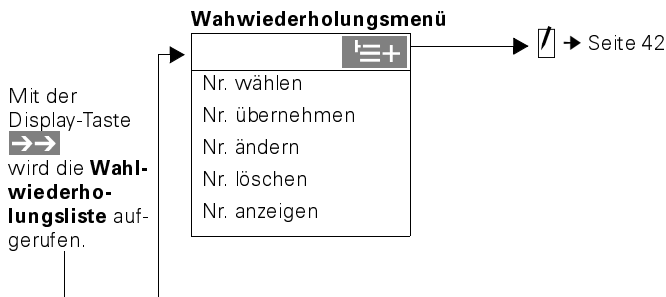 Wahwiederholungsmenü
➔ Seite 42
Nr. wählen
Nr. übernehmen
Nr. ändern
Nr. löschen
Nr. anzeigen
Mit der
Display-Taste
→→
wird die Wahl-
wiederho-
lungsliste auf-
gerufen.